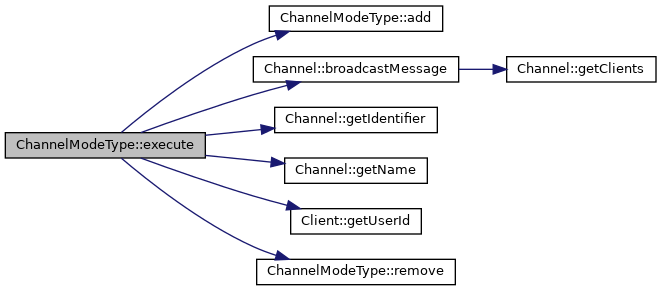 ChannelModeType::add
Channel::broadcastMessage
Channel::getClients
Channel::getIdentifier
ChannelModeType::execute
Channel::getName
Client::getUserId
ChannelModeType::remove